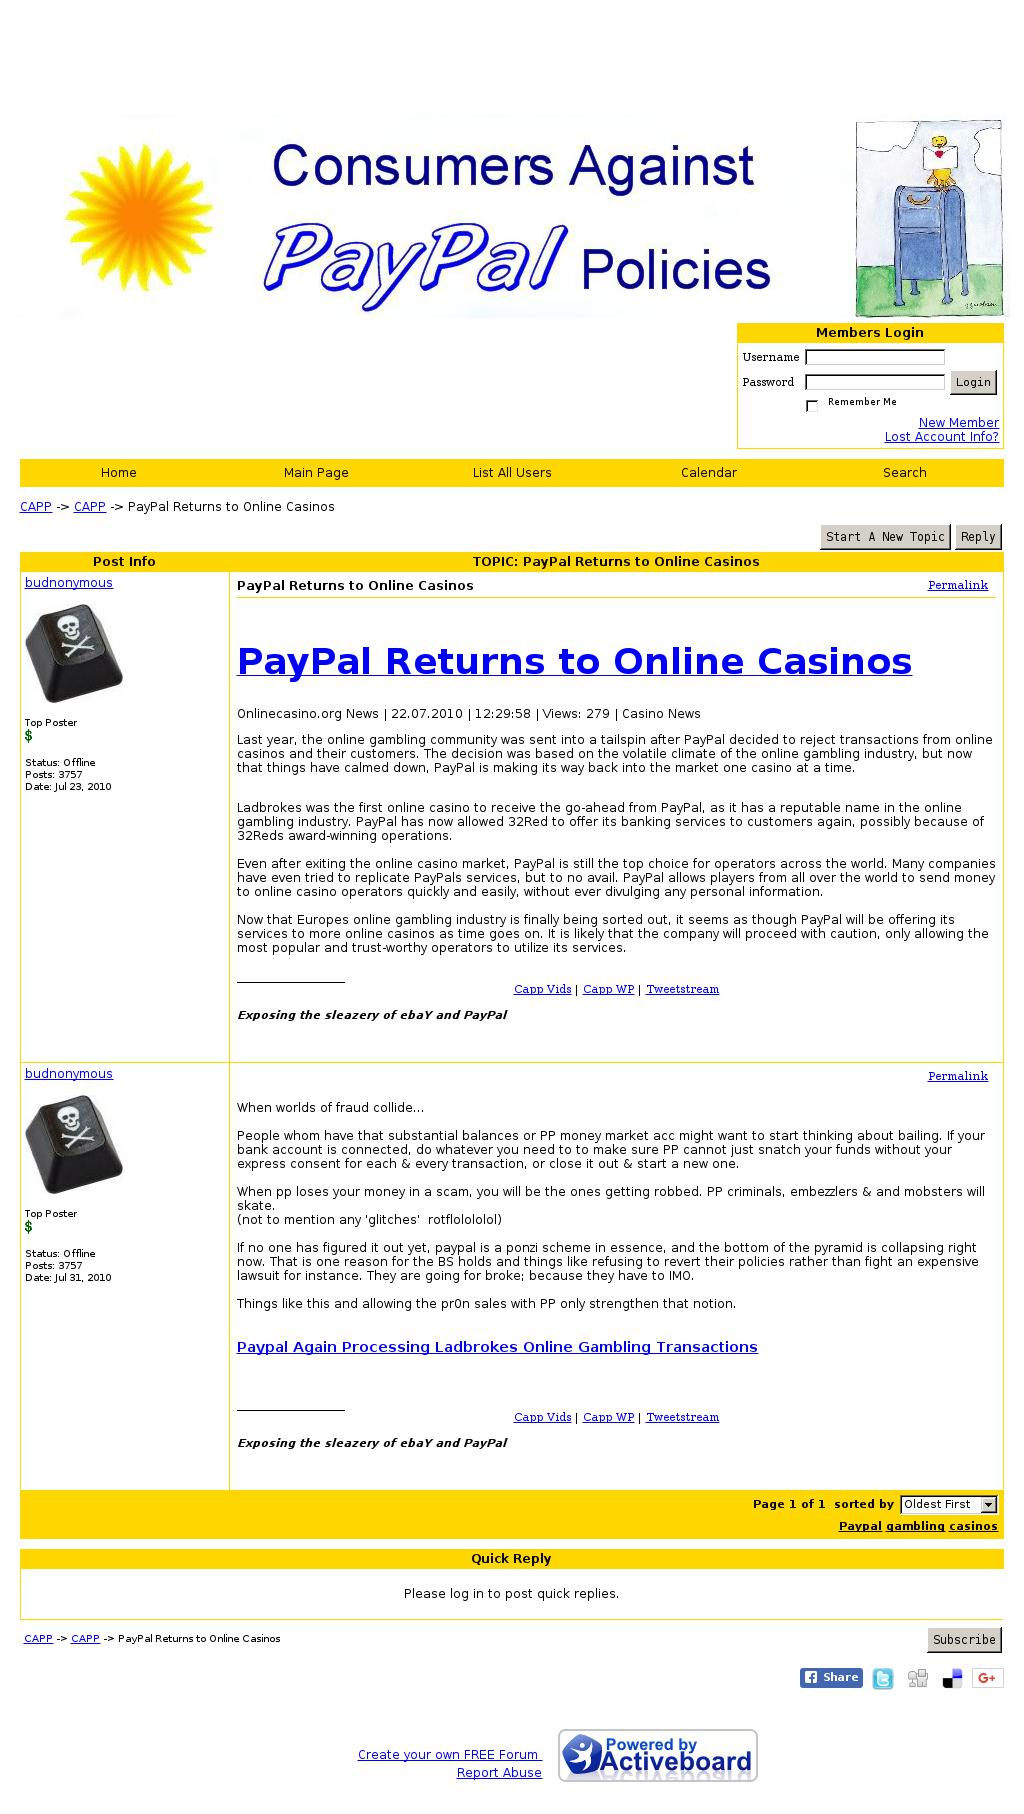 Consumers Against
PayPal Policies
Members Login
Username
Password
Login
Remember Me
New Member
Lost Account Info?
Home Main Page List All Users Calendar Search
CAPP -> CAPP -> PayPal Returns to Online Casinos
Start A New Topic Reply
Post Info TOPIC: PayPal Returns to Online Casinos
budnonymous
Top Poster
$
Status: Offline
Posts: 3757
Date: Jul 23, 2010
PayPal Returns to Online Casinos Permalink
PayPal Returns to Online Casinos
Onlinecasino.org News | 22.07.2010 | 12:29:58 | Views: 279 | Casino News
Last year, the online gambling community was sent into a tailspin after PayPal decided to reject transactions from online
casinos and their customers. The decision was based on the volatile climate of the online gambling industry, but now
that things have calmed down, PayPal is making its way back into the market one casino at a time.
Ladbrokes was the first online casino to receive the go-ahead from PayPal, as it has a reputable name in the online
gambling industry. PayPal has now allowed 32Red to offer its banking services to customers again, possibly because of
32Reds award-winning operations.
Even after exiting the online casino market, PayPal is still the top choice for operators across the world. Many companies
have even tried to replicate PayPals services, but to no avail. PayPal allows players from all over the world to send money
to online casino operators quickly and easily, without ever divulging any personal information.
Now that Europes online gambling industry is finally being sorted out, it seems as though PayPal will be offering its
services to more online casinos as time goes on. It is likely that the company will proceed with caution, only allowing the
most popular and trust-worthy operators to utilize its services.
__________________
Capp Vids | Capp WP | Tweetstream
Exposing the sleazery of ebaY and PayPal
budnonymous
Top Poster
$
Status: Offline
Posts: 3757
Date: Jul 31, 2010
Permalink
When worlds of fraud collide...
People whom have that substantial balances or PP money market acc might want to start thinking about bailing. If your
bank account is connected, do whatever you need to to make sure PP cannot just snatch your funds without your
express consent for each & every transaction, or close it out & start a new one.
When pp loses your money in a scam, you will be the ones getting robbed. PP criminals, embezzlers & and mobsters will
skate.
(not to mention any 'glitches'  rotflolololol)
If no one has figured it out yet, paypal is a ponzi scheme in essence, and the bottom of the pyramid is collapsing right
now. That is one reason for the BS holds and things like refusing to revert their policies rather than fight an expensive
lawsuit for instance. They are going for broke; because they have to IMO.
Things like this and allowing the pr0n sales with PP only strengthen that notion.
Paypal Again Processing Ladbrokes Online Gambling Transactions
__________________
Capp Vids | Capp WP | Tweetstream
Exposing the sleazery of ebaY and PayPal
Page 1 of 1  sorted by Oldest First
Paypal gambling casinos
Quick Reply
Please log in to post quick replies.
CAPP -> CAPP -> PayPal Returns to Online Casinos
Subscribe
Share G+
Create your own FREE Forum
Report Abuse
Powered by
Activeboard